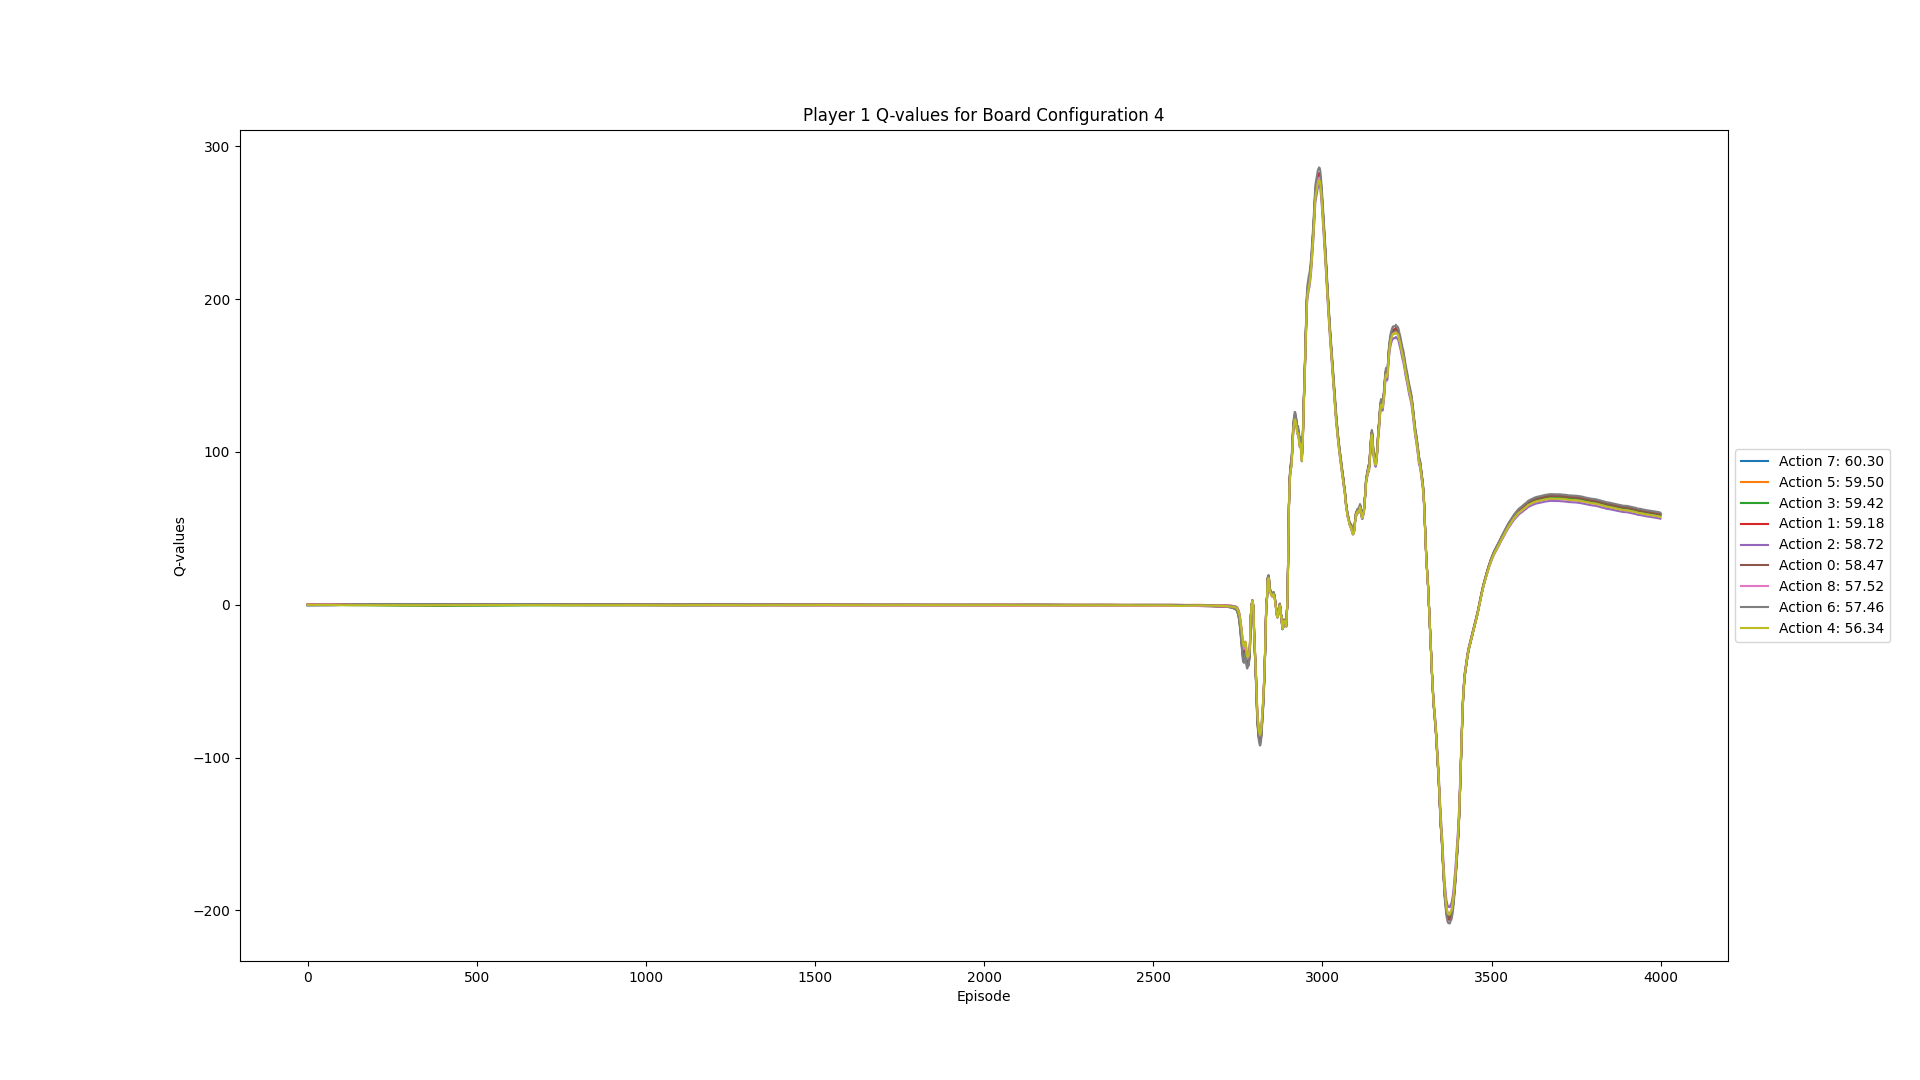 Player 1 Q-values for Board Configuration 4
300
200
100
0
−100
−200
Q-values
0 500 1000 1500 2000 2500 3000 3500 4000
Episode
Action 7: 60.30
Action 5: 59.50
Action 3: 59.42
Action 1: 59.18
Action 2: 58.72
Action 0: 58.47
Action 8: 57.52
Action 6: 57.46
Action 4: 56.34